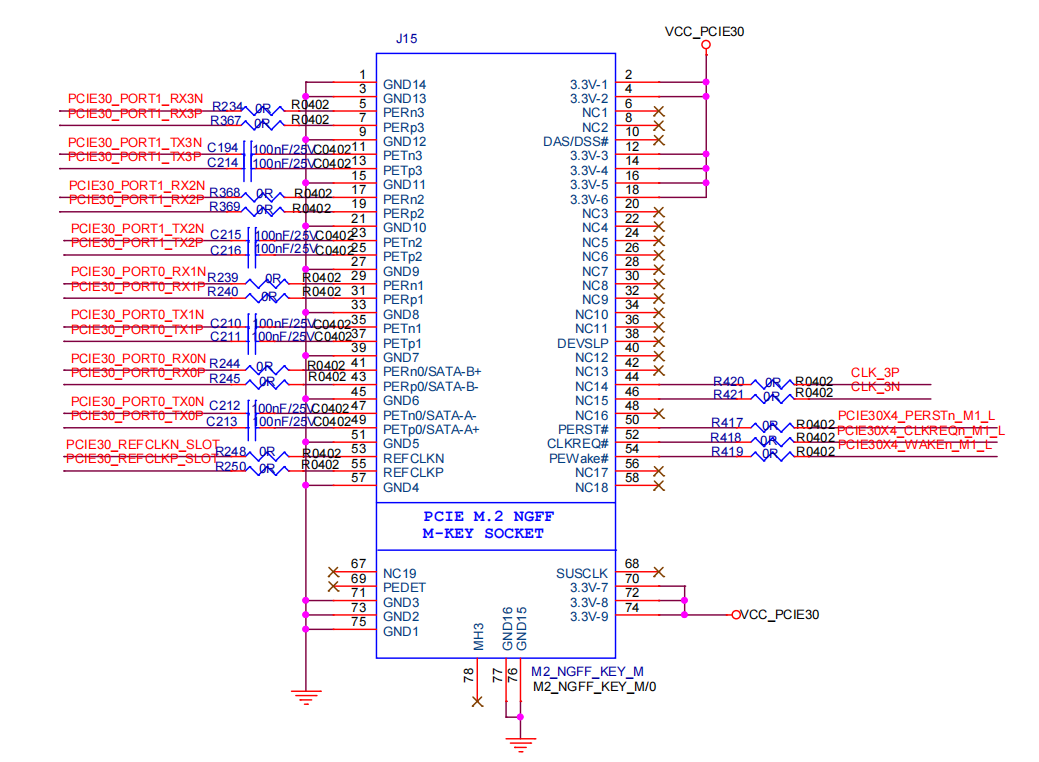 VCC_PCIE30
J15
1 GND14 3.3V-1 2
3 GND13 3.3V-2 4
PCIE30_PORT1_RX3N R234 0R R0402 5 PERn3 NC1 6
PCIE30_PORT1_RX3P R367 0R R0402 7 PERp3 NC2 8
9 GND12 DAS/DSS# 10
PCIE30_PORT1_TX3N C194 100nF/25V C0402 11 PETn3 3.3V-3 12
PCIE30_PORT1_TX3P C214 100nF/25V C0402 13 PETp3 3.3V-4 14
15 GND11 3.3V-5 16
PCIE30_PORT1_RX2N R368 0R R0402 17 PERn2 3.3V-6 18
PCIE30_PORT1_RX2P R369 0R R0402 19 PERp2 NC3 20
21 GND10 NC4 22
PCIE30_PORT1_TX2N C215 100nF/25V C0402 23 PETn2 NC5 24
PCIE30_PORT1_TX2P C216 100nF/25V C0402 25 PETp2 NC6 26
27 GND9 NC7 28
PCIE30_PORT0_RX1N R239 0R R0402 29 PERn1 NC8 30
PCIE30_PORT0_RX1P R240 0R R0402 31 PERp1 NC9 32
33 GND8 NC10 34
PCIE30_PORT0_TX1N C210 100nF/25V C0402 35 PETn1 NC11 36
PCIE30_PORT0_TX1P C211 100nF/25V C0402 37 PETp1 DEVSLP 38
39 GND7 NC12 40
PCIE30_PORT0_RX0N R244 0R R0402 41 PERn0/SATA-B+ NC13 42
PCIE30_PORT0_RX0P R245 0R R0402 43 PERp0/SATA-B- NC14 44 R420 0R R0402 CLK_3P
45 GND6 NC15 46 R421 0R R0402 CLK_3N
PCIE30_PORT0_TX0N C212 100nF/25V C0402 47 PETn0/SATA-A- NC16 48
PCIE30_PORT0_TX0P C213 100nF/25V C0402 49 PETp0/SATA-A+ PERST# 50 R417 0R R0402 PCIE30X4_PERSTn_M1_L
51 GND5 CLKREQ# 52 R418 0R R0402 PCIE30X4_CLKREQn_M1_L
PCIE30_REFCLKN_SLOT R248 0R R0402 53 REFCLKN PEWake# 54 R419 0R R0402 PCIE30X4_WAKEn_M1_L
PCIE30_REFCLKP_SLOT R250 0R R0402 55 REFCLKP NC17 56
57 GND4 NC18 58
PCIE M.2 NGFF
M-KEY SOCKET
67 NC19 SUSCLK 68
69 PEDET 3.3V-7 70
71 GND3 3.3V-8 72
73 GND2 3.3V-9 74 VCC_PCIE30
75 GND1
MH3 GND16 GND15
78 77 76
M2_NGFF_KEY_M
M2_NGFF_KEY_M/0